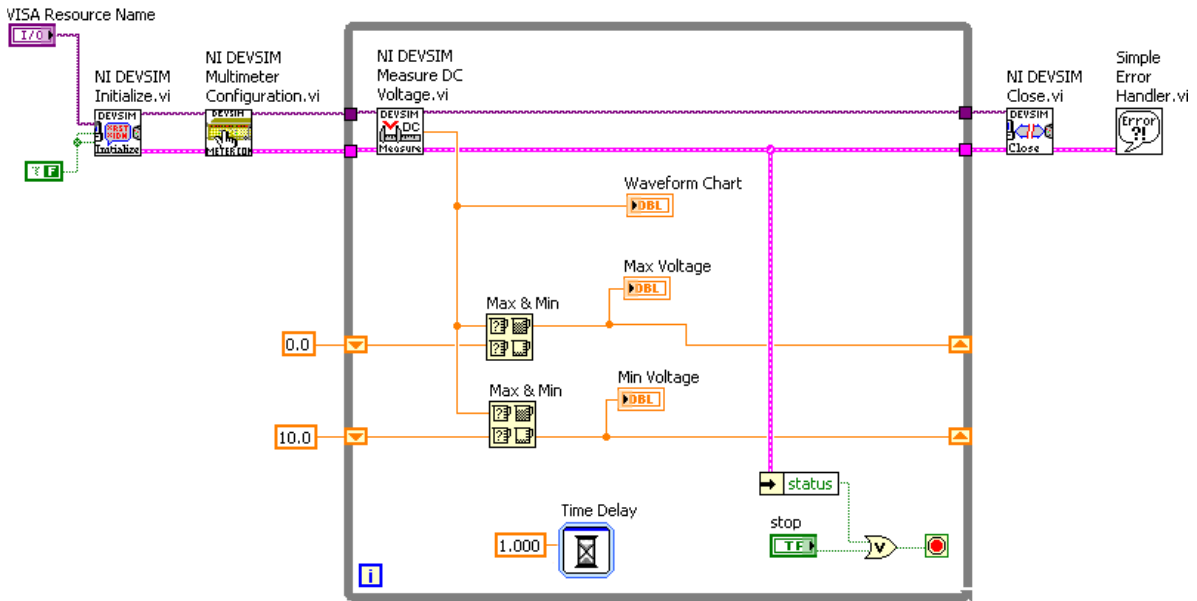 VISA Resource Name
I/O
NI DEVSIM
Initialize.vi
DEVSIM
Initialize
NI DEVSIM
Multimeter
Configuration.vi
DEVSIM
METER CON
F
NI DEVSIM
Measure DC
Voltage.vi
DEVSIM
DC
Measure
NI DEVSIM
Close.vi
DEVSIM
Close
Simple
Error
Handler.vi
Error
?!
Waveform Chart
DBL
Max Voltage
DBL
Max & Min
0.0
Min Voltage
DBL
Max & Min
10.0
status
Time Delay
1.000
stop
TF
V
i